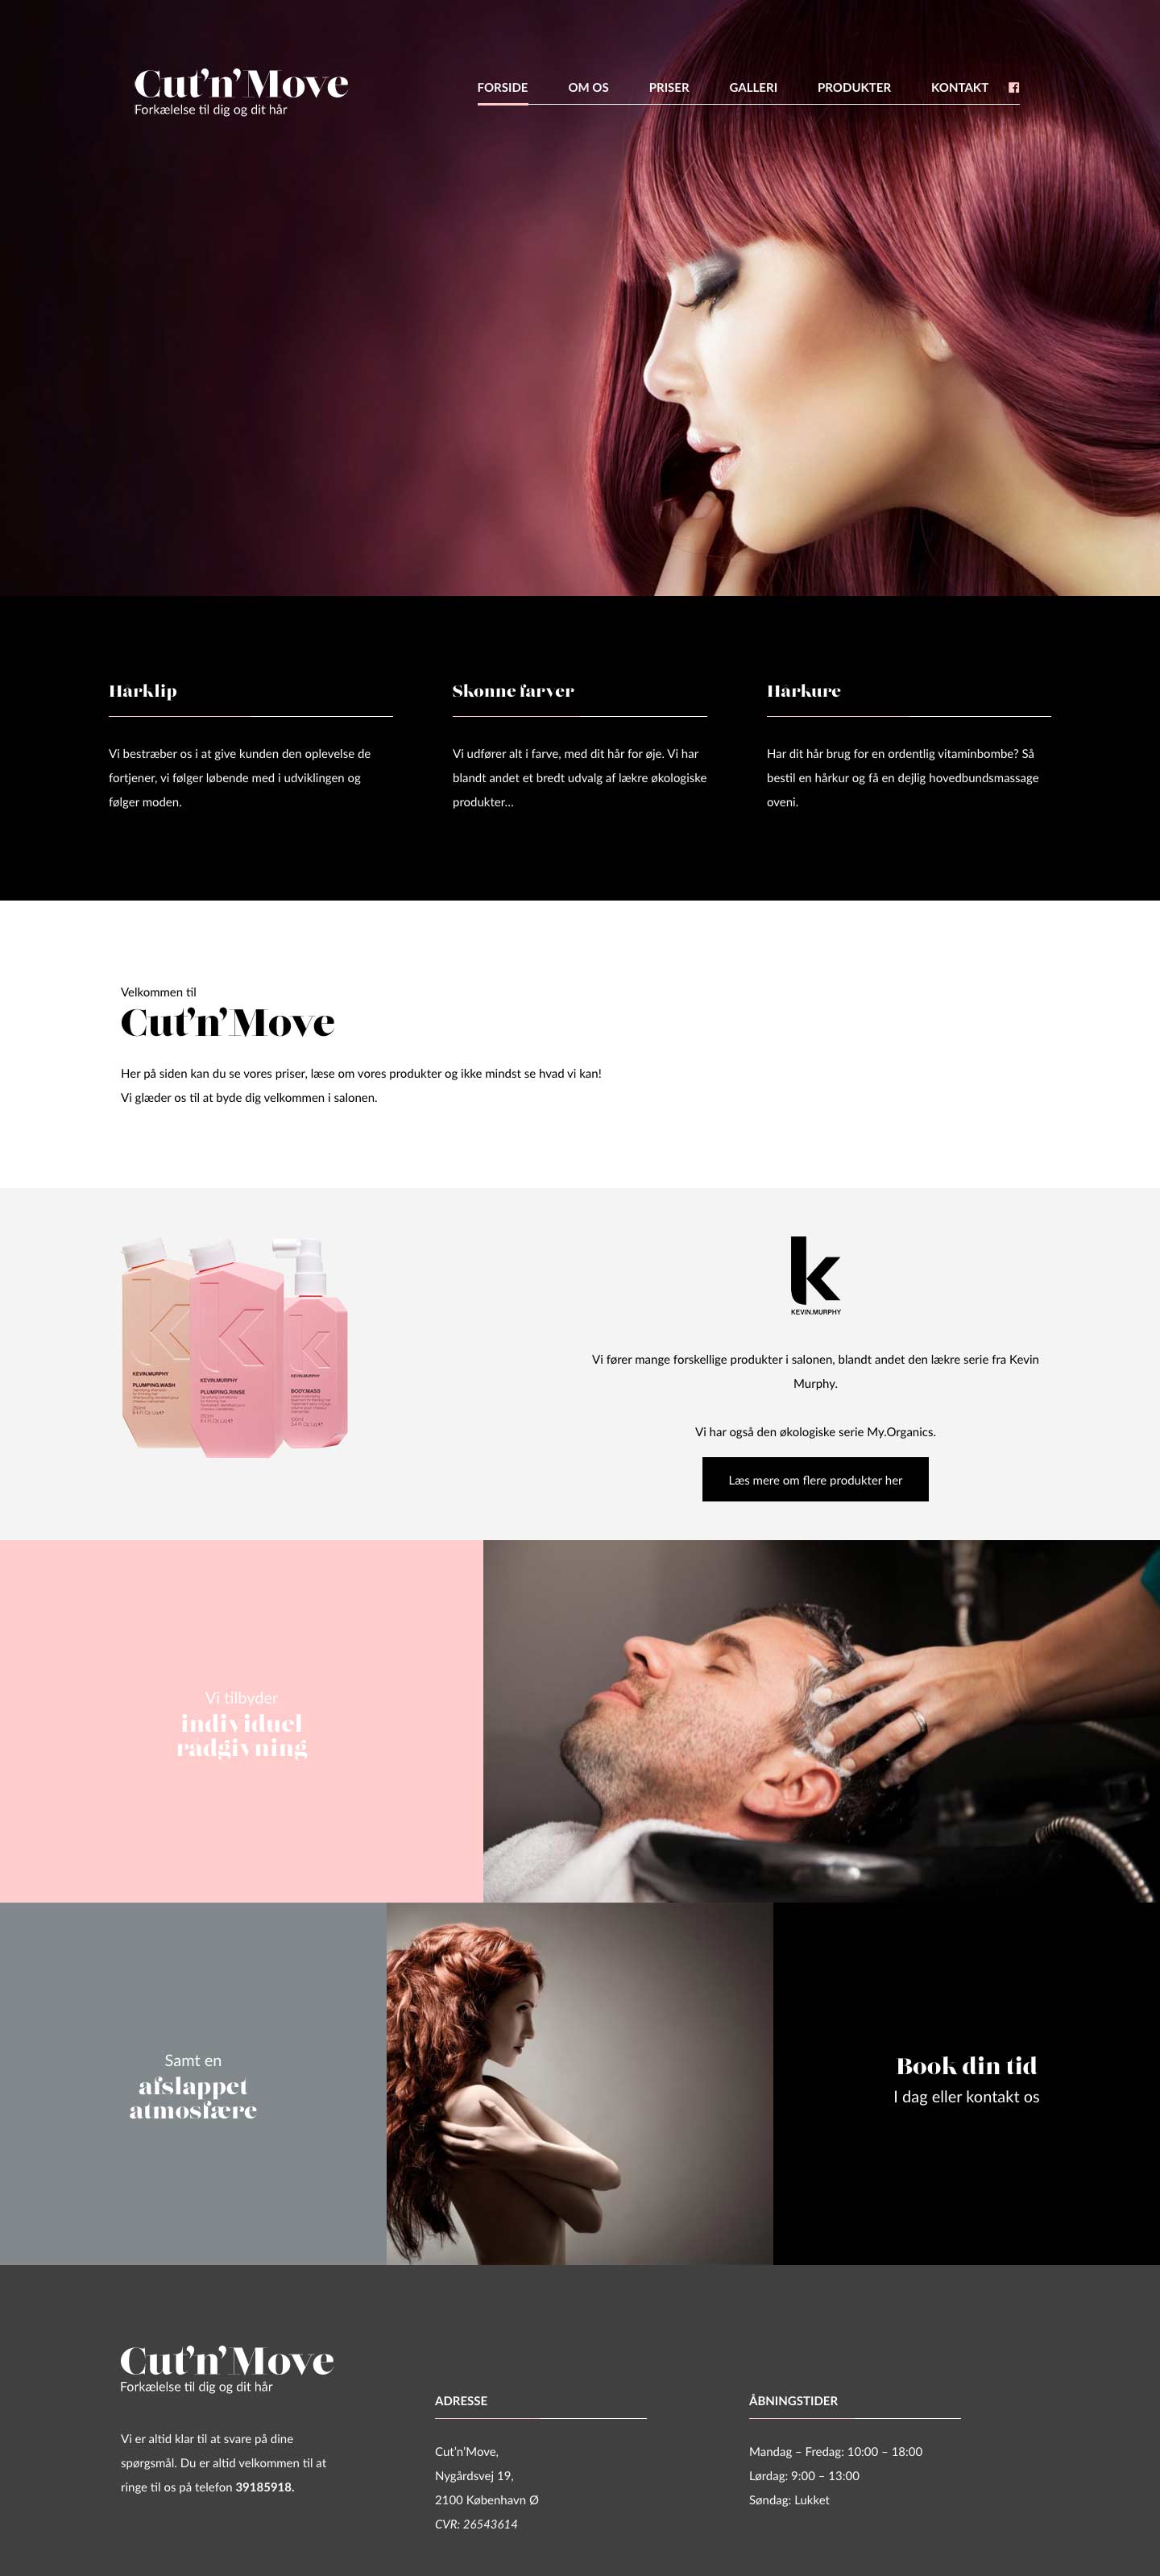 Cut'n'Move
Forkælelse til dig og dit hår
FORSIDE OM OS PRISER GALLERI PRODUKTER KONTAKT
Hårklip
Vi bestræber os i at give kunden den oplevelse de
fortjener, vi følger løbende med i udviklingen og
følger moden.
Skønne farver
Vi udfører alt i farve, med dit hår for øje. Vi har
blandt andet et bredt udvalg af lækre økologiske
produkter...
Hårkure
Har dit hår brug for en ordentlig vitaminbombe? Så
bestil en hårkur og få en dejlig hovedbundsmassage
oveni.
Velkommen til
Cut'n'Move
Her på siden kan du se vores priser, læse om vores produkter og ikke mindst se hvad vi kan!
Vi glæder os til at byde dig velkommen i salonen.
KEVIN.MURPHY
PLUMPING.WASH
KEVIN.MURPHY
PLUMPING.RINSE
KEVIN.MURPHY
BODY.MASS
k
KEVIN.MURPHY
Vi fører mange forskellige produkter i salonen, blandt andet den lækre serie fra Kevin
Murphy.
Vi har også den økologiske serie My.Organics.
Læs mere om flere produkter her
Vi tilbyder
individuel
rådgivning
Samt en
afslappet
atmosfære
Book din tid
I dag eller kontakt os
Cut'n'Move
Forkælelse til dig og dit hår
Vi er altid klar til at svare på dine
spørgsmål. Du er altid velkommen til at
ringe til os på telefon 39185918.
ADRESSE
Cut'n'Move,
Nygårdsvej 19,
2100 København Ø
CVR: 26543614
ÅBNINGSTIDER
Mandag – Fredag: 10:00 – 18:00
Lørdag: 9:00 – 13:00
Søndag: Lukket